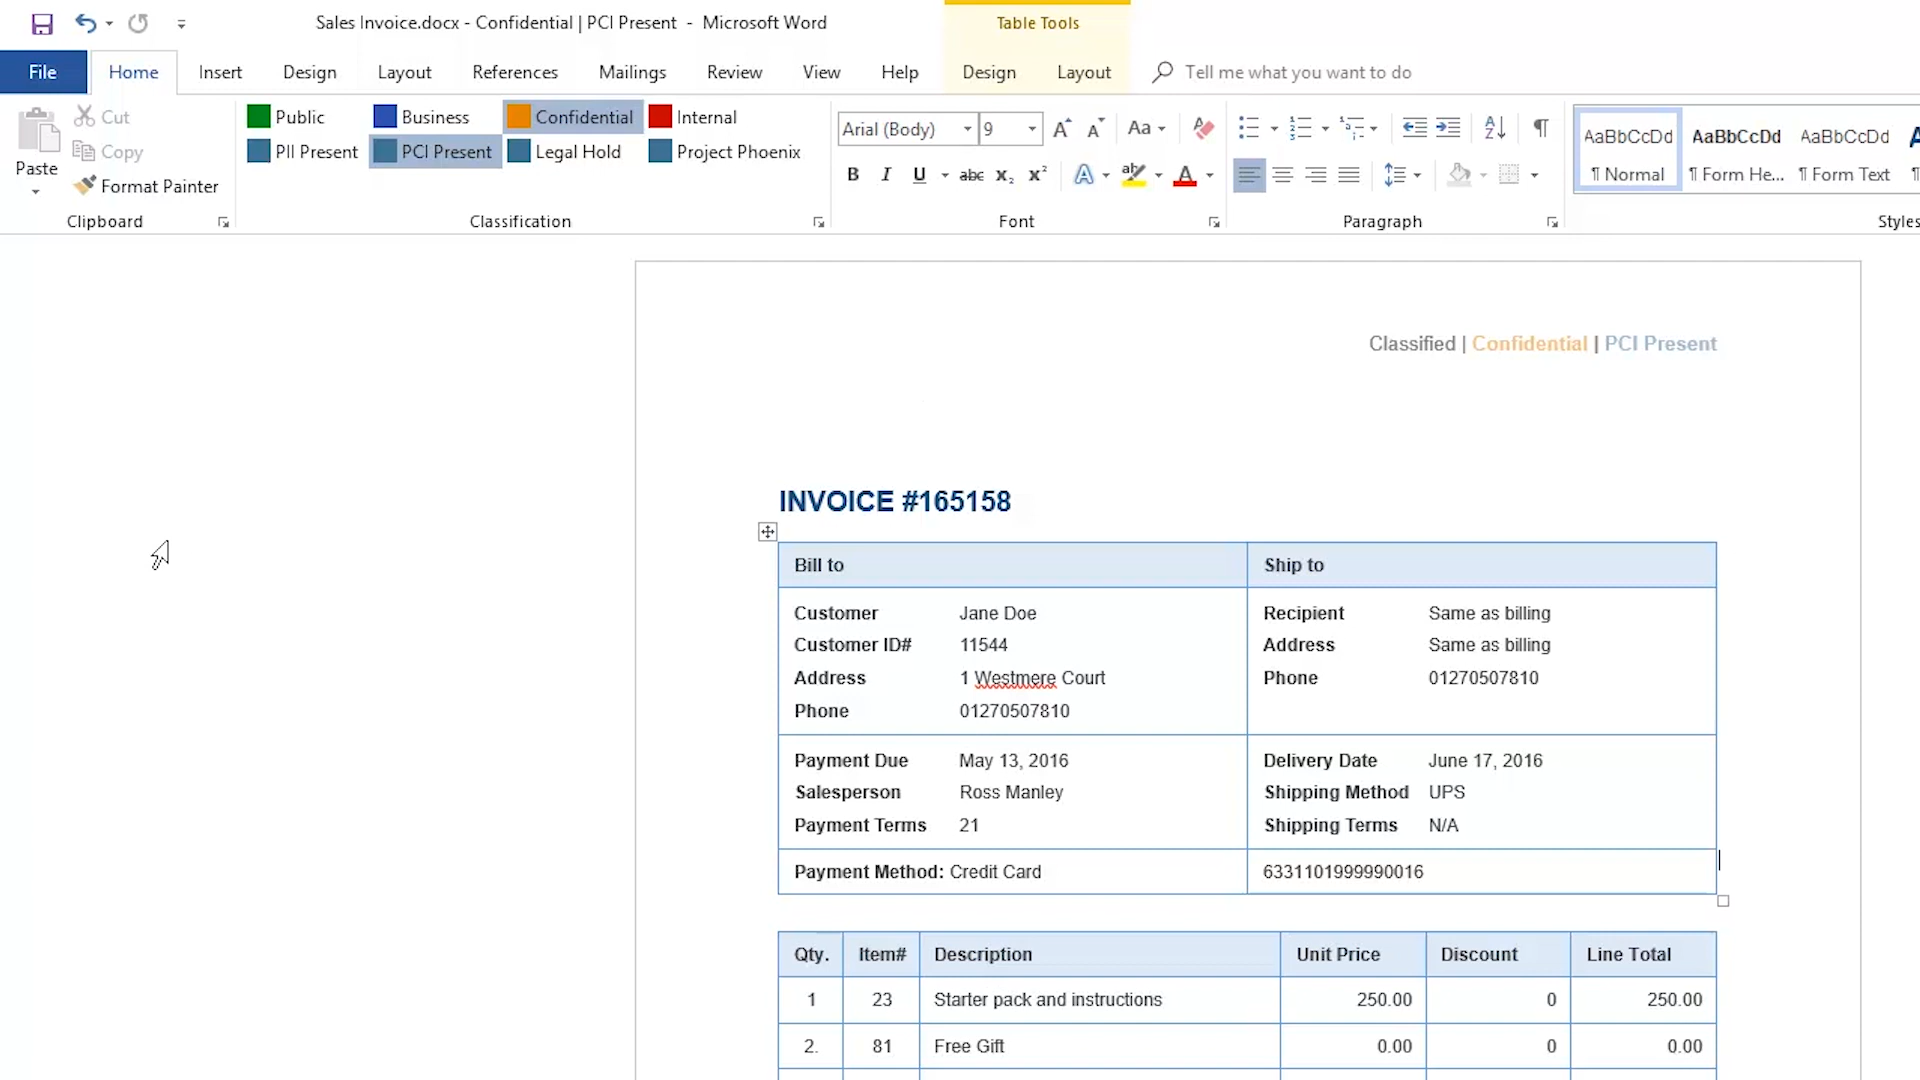 Sales Invoice.docx - Confidential | PCI Present - Microsoft Word
Table Tools
File Home Insert Design Layout References Mailings Review View Help Design Layout Tell me what you want to do
Paste
Cut
Copy
Format Painter
Clipboard
Public Business Confidential Internal
PII Present PCI Present Legal Hold Project Phoenix
Classification
Arial (Body) 9 A A Aa
B I U abc x₂ x² A aby A
Font
A Z ¶
Paragraph
AaBbCcDd AaBbCcDd AaBbCcDd
¶ Normal ¶ Form He... ¶ Form Text
Styles
Classified | Confidential | PCI Present
INVOICE #165158
Bill to Ship to
Customer Jane Doe Recipient Same as billing
Customer ID# 11544 Address Same as billing
Address 1 Westmere Court Phone 01270507810
Phone 01270507810
Payment Due May 13, 2016 Delivery Date June 17, 2016
Salesperson Ross Manley Shipping Method UPS
Payment Terms 21 Shipping Terms N/A
Payment Method: Credit Card 6331101999990016
Qty. Item# Description Unit Price Discount Line Total
1 23 Starter pack and instructions 250.00 0 250.00
2. 81 Free Gift 0.00 0 0.00